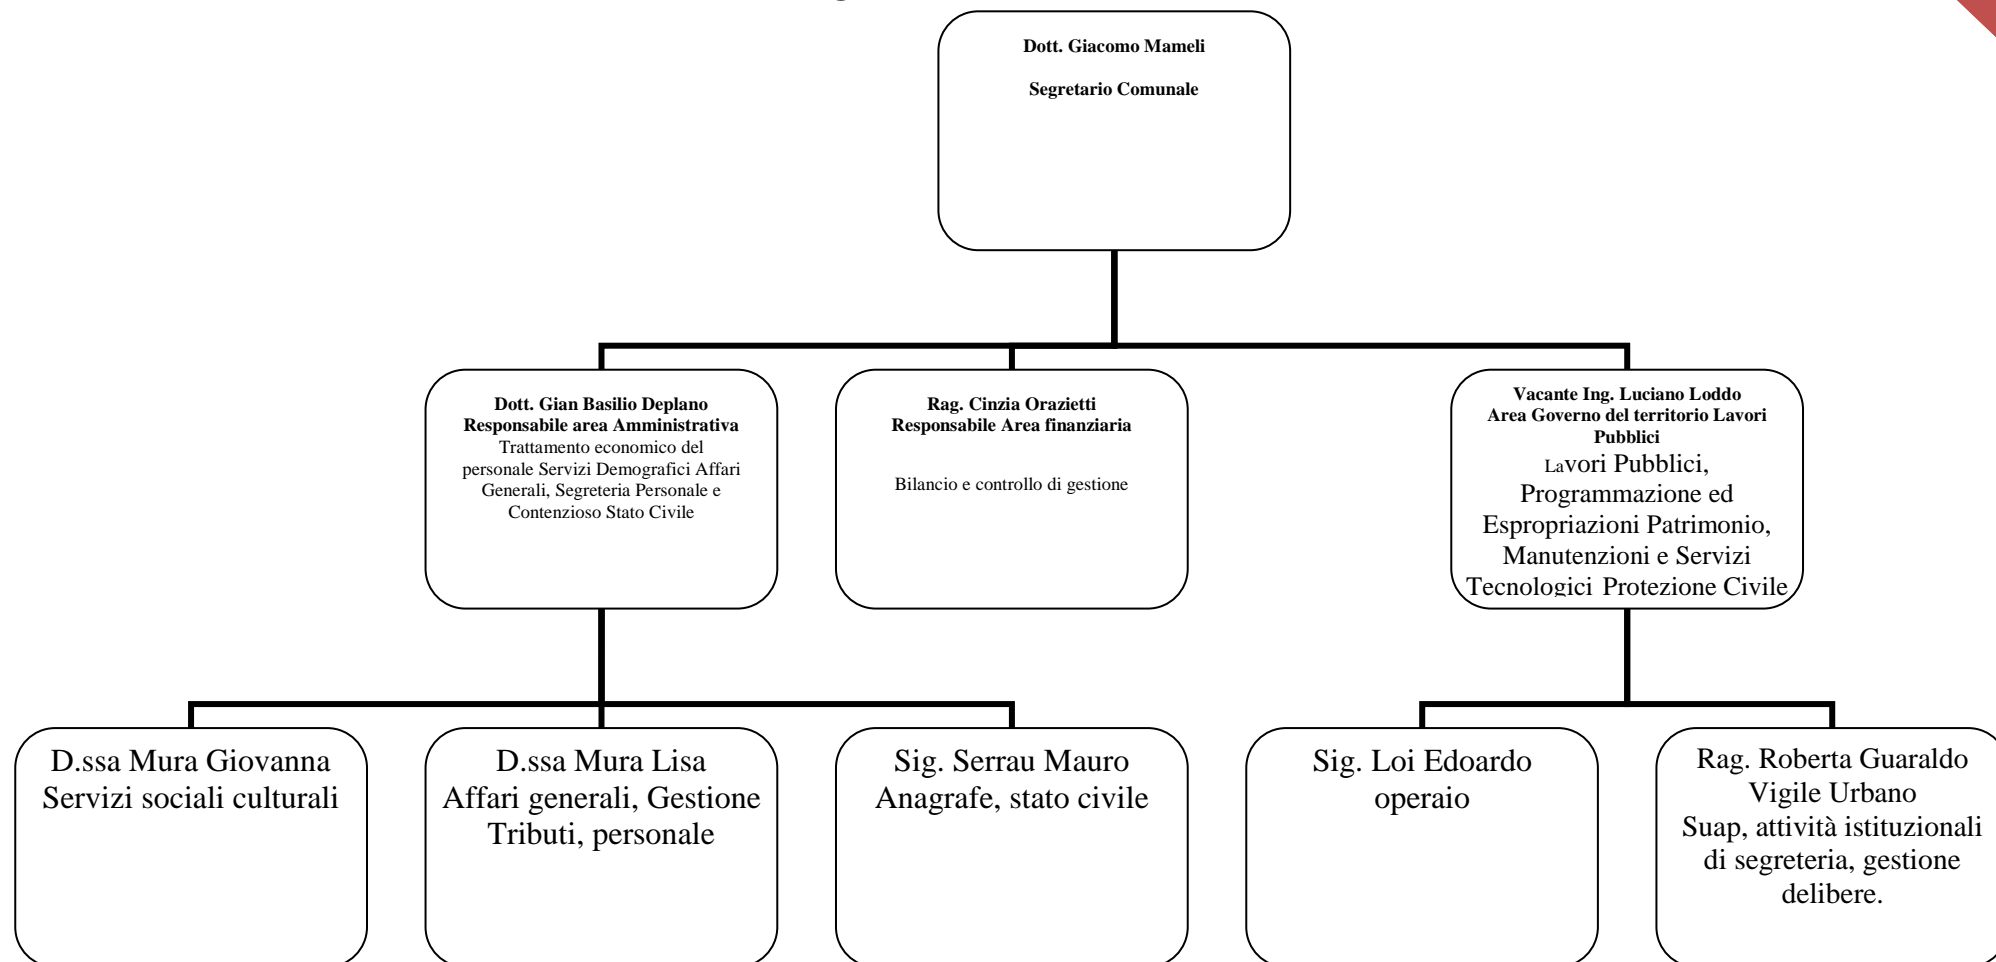 Dott. Giacomo Mameli
Segretario Comunale
Dott. Gian Basilio Deplano
Responsabile area Amministrativa
Trattamento economico del
personale Servizi Demografici Affari
Generali, Segreteria Personale e
Contenzioso Stato Civile
Rag. Cinzia Orazietti
Responsabile Area finanziaria
Bilancio e controllo di gestione
Vacante Ing. Luciano Loddo
Area Governo del territorio Lavori
Pubblici
Lavori Pubblici,
Programmazione ed
Espropriazioni Patrimonio,
Manutenzioni e Servizi
Tecnologici Protezione Civile
D.ssa Mura Giovanna
Servizi sociali culturali
D.ssa Mura Lisa
Affari generali, Gestione
Tributi, personale
Sig. Serrau Mauro
Anagrafe, stato civile
Sig. Loi Edoardo
operaio
Rag. Roberta Guaraldo
Vigile Urbano
Suap, attività istituzionali
di segreteria, gestione
delibere.